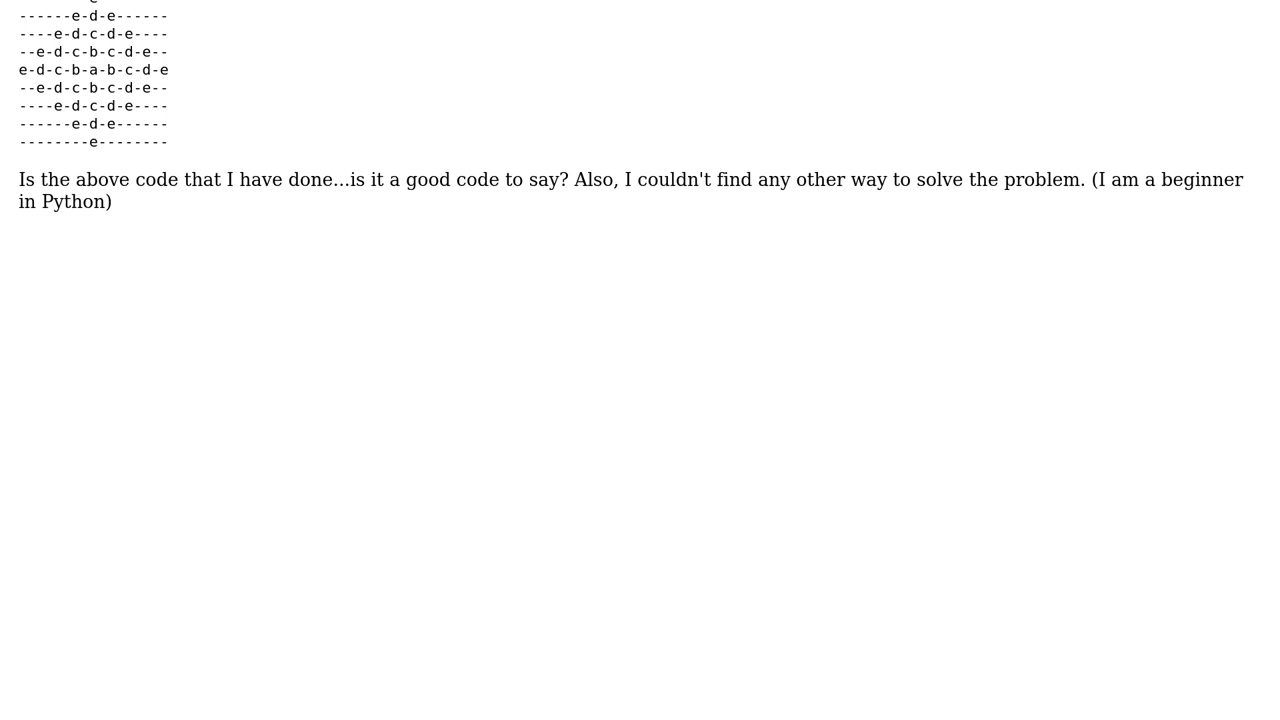 ------e-d-e------
----e-d-c-d-e----
--e-d-c-b-c-d-e--
e-d-c-b-a-b-c-d-e
--e-d-c-b-c-d-e--
----e-d-c-d-e----
------e-d-e------
--------e--------
Is the above code that I have done...is it a good code to say? Also, I couldn't find any other way to solve the problem. (I am a beginner
in Python)